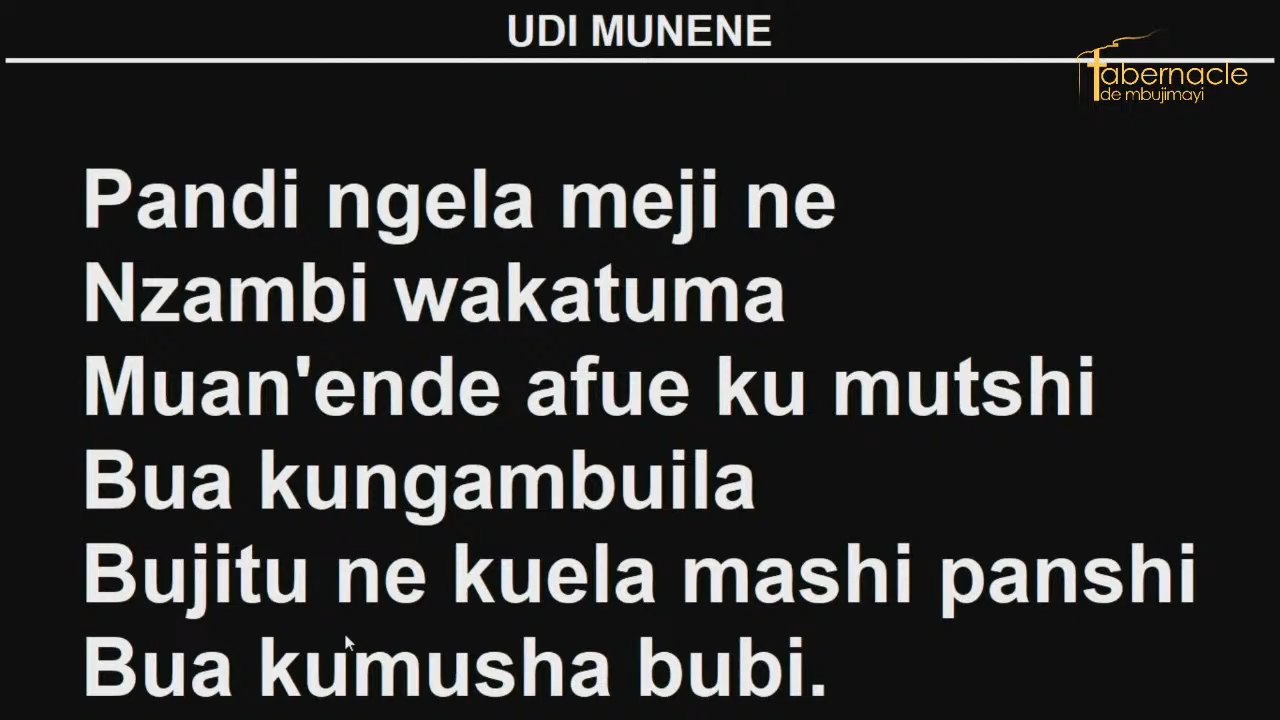 UDI MUNENE
tabernacle
de mbujimayi
Pandi ngela meji ne
Nzambi wakatuma
Muan'ende afue ku mutshi
Bua kungambuila
Bujitu ne kuela mashi panshi
Bua kumusha bubi.